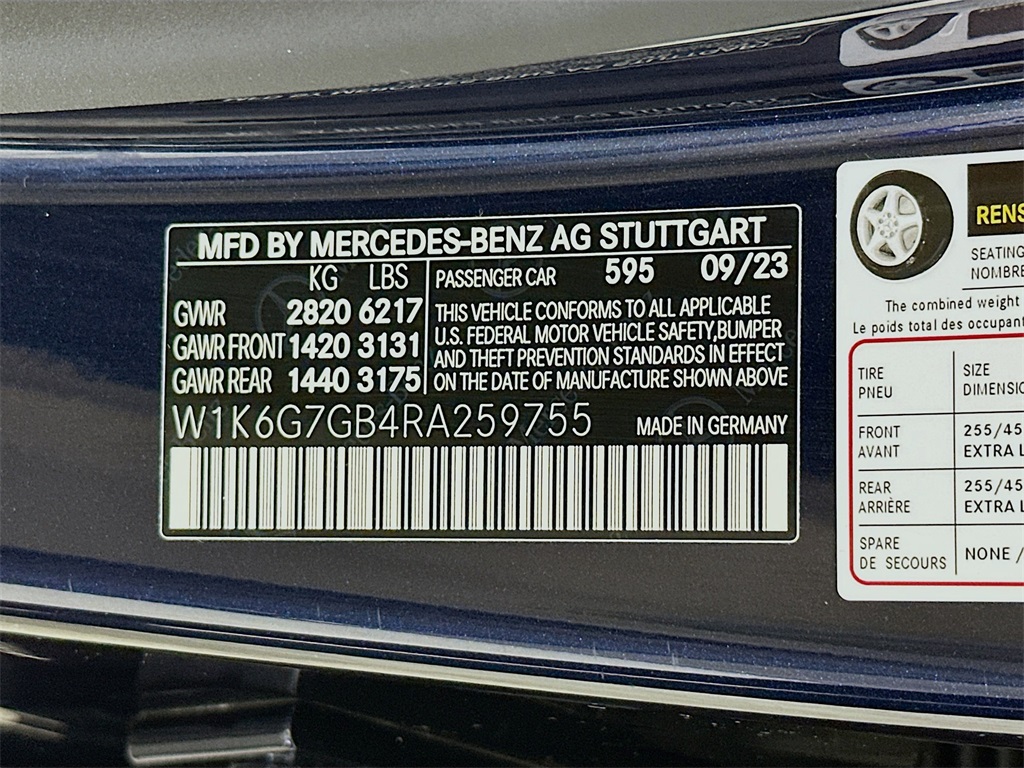 MFD BY MERCEDES-BENZ AG STUTTGART
KG LBS
GVWR 2820 6217
GAWR FRONT 1420 3131
GAWR REAR 1440 3175
PASSENGER CAR 595 09/23
THIS VEHICLE CONFORMS TO ALL APPLICABLE
U.S. FEDERAL MOTOR VEHICLE SAFETY,BUMPER
AND THEFT PREVENTION STANDARDS IN EFFECT
ON THE DATE OF MANUFACTURE SHOWN ABOVE
W1K6G7GB4RA259755 MADE IN GERMANY
RENS
SEATING
NOMBRE
The combined weight
Le poids total des occupant
TIRE SIZE
PNEU DIMENSIO
FRONT 255/45
AVANT EXTRA L
REAR 255/45
ARRIÈRE EXTRA L
SPARE
DE SECOURS NONE /